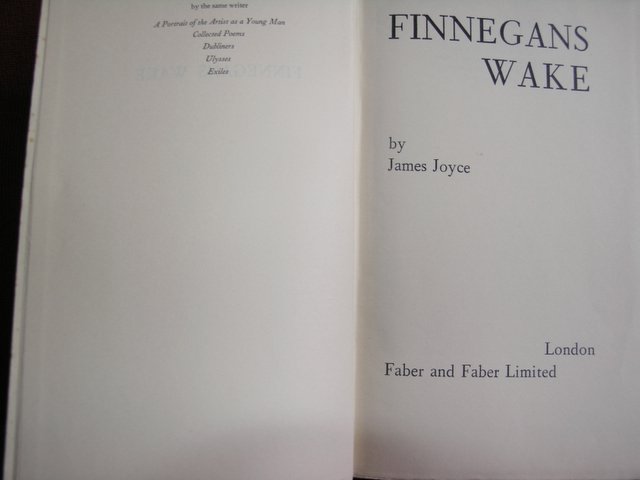 by the same writer
A Portrait of the Artist as a Young Man
Collected Poems
Dubliners
Ulysses
Exiles
FINNEGANS
WAKE
by
James Joyce
London
Faber and Faber Limited